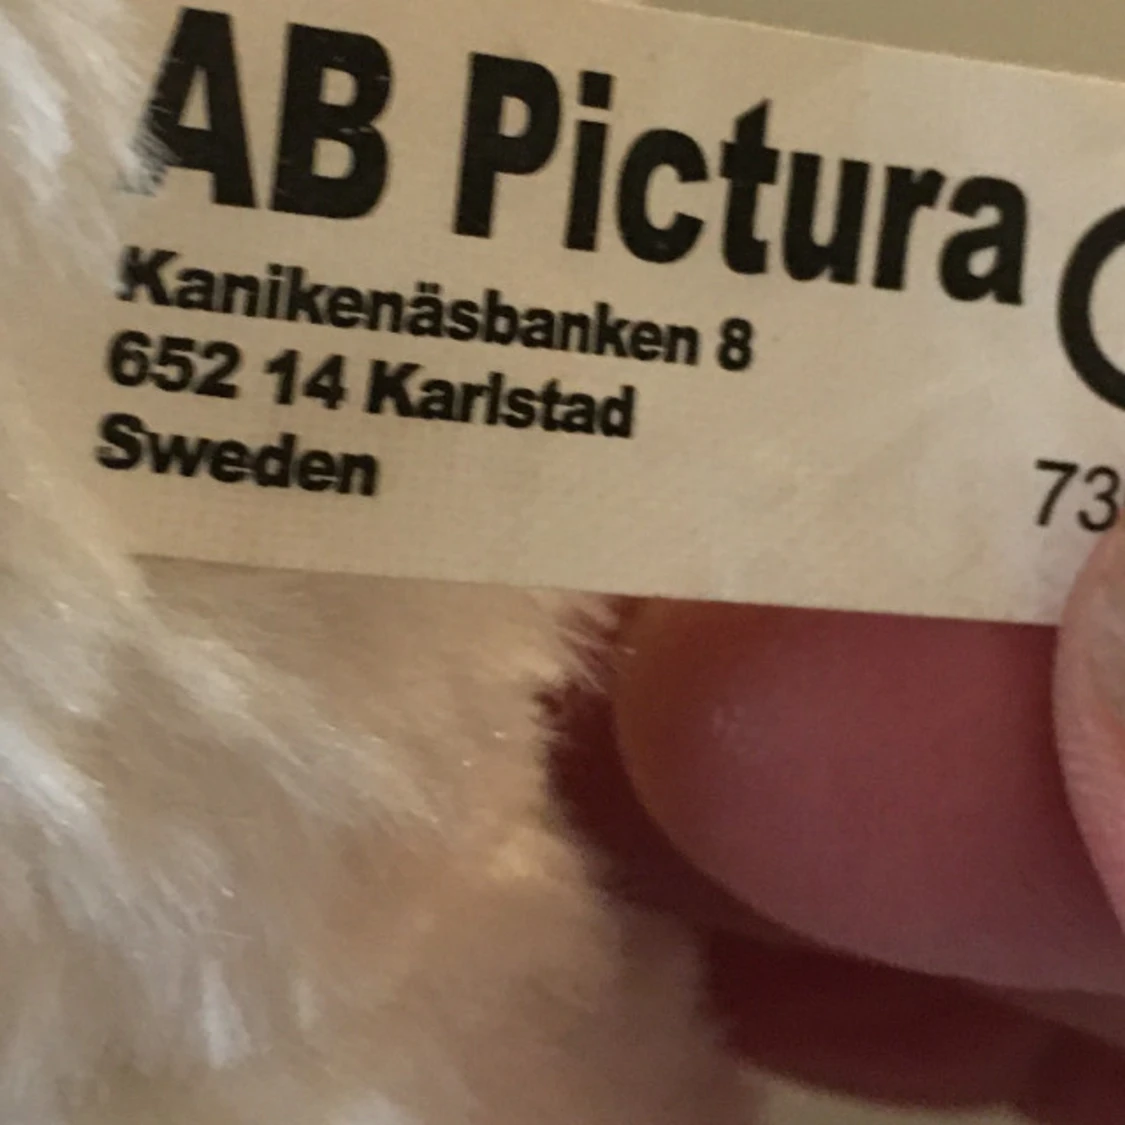 AB Pictura
Kanikenäsbanken 8
652 14 Karlstad
Sweden
73